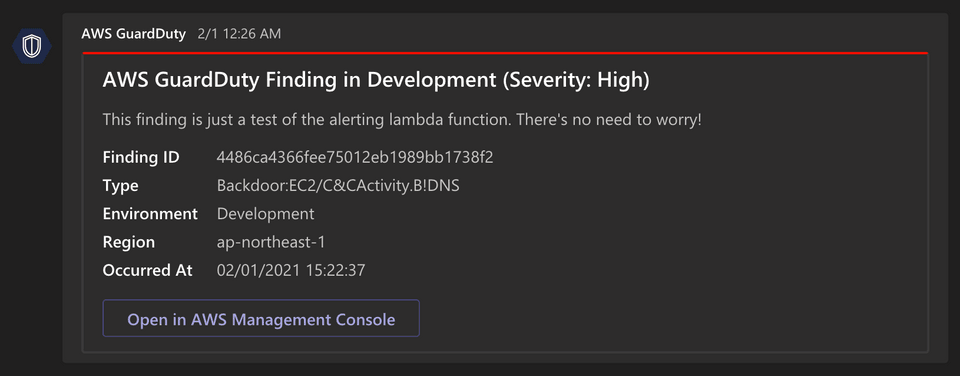 AWS GuardDuty 2/1 12:26 AM
AWS GuardDuty Finding in Development (Severity: High)
This finding is just a test of the alerting lambda function. There's no need to worry!
Finding ID 4486ca4366fee75012eb1989bb1738f2
Type Backdoor:EC2/C&CActivity.B!DNS
Environment Development
Region ap-northeast-1
Occurred At 02/01/2021 15:22:37
Open in AWS Management Console